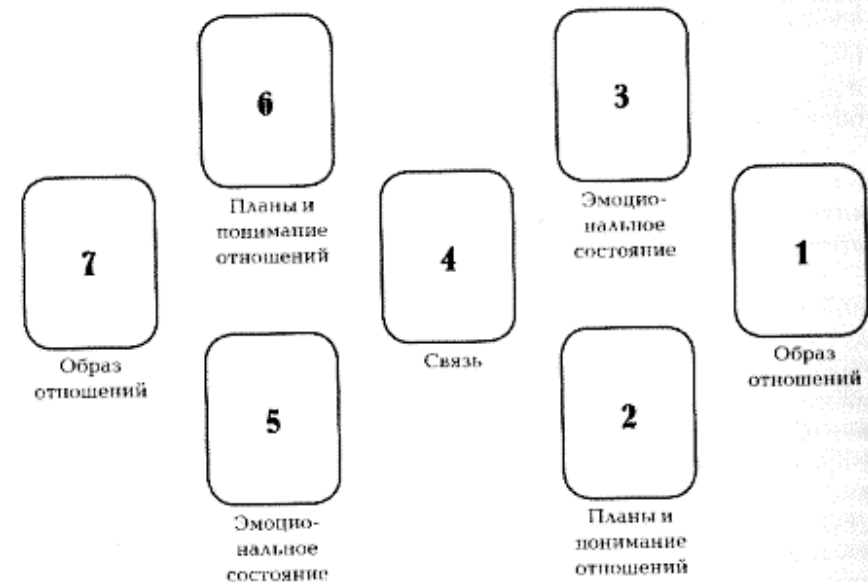 6
Планы и
понимание
отношений
3
Эмоцио-
нальное
состояние
7
Образ
отношений
4
Связь
1
Образ
отношений
5
Эмоцио-
нальное
состояние
2
Планы и
понимание
отношений